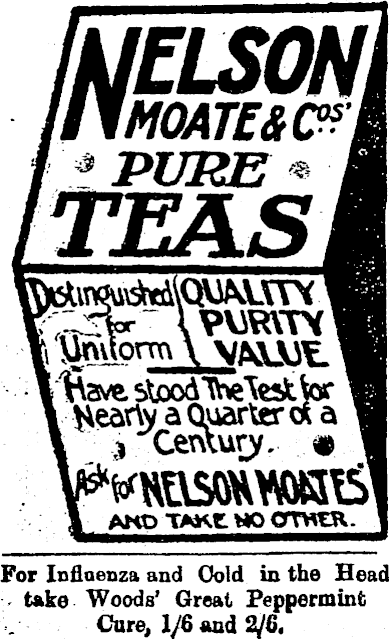 NELSON
MOATE & Cos'
PURE
TEAS
Distinguished QUALITY
for PURITY
Uniform VALUE
Have stood The Test for
Nearly a Quarter of a
Century.
Ask for NELSON MOATES'
AND TAKE NO OTHER.
For Influenza and Cold in the Head
take Woods' Great Peppermint
Cure, 1/6 and 2/6.